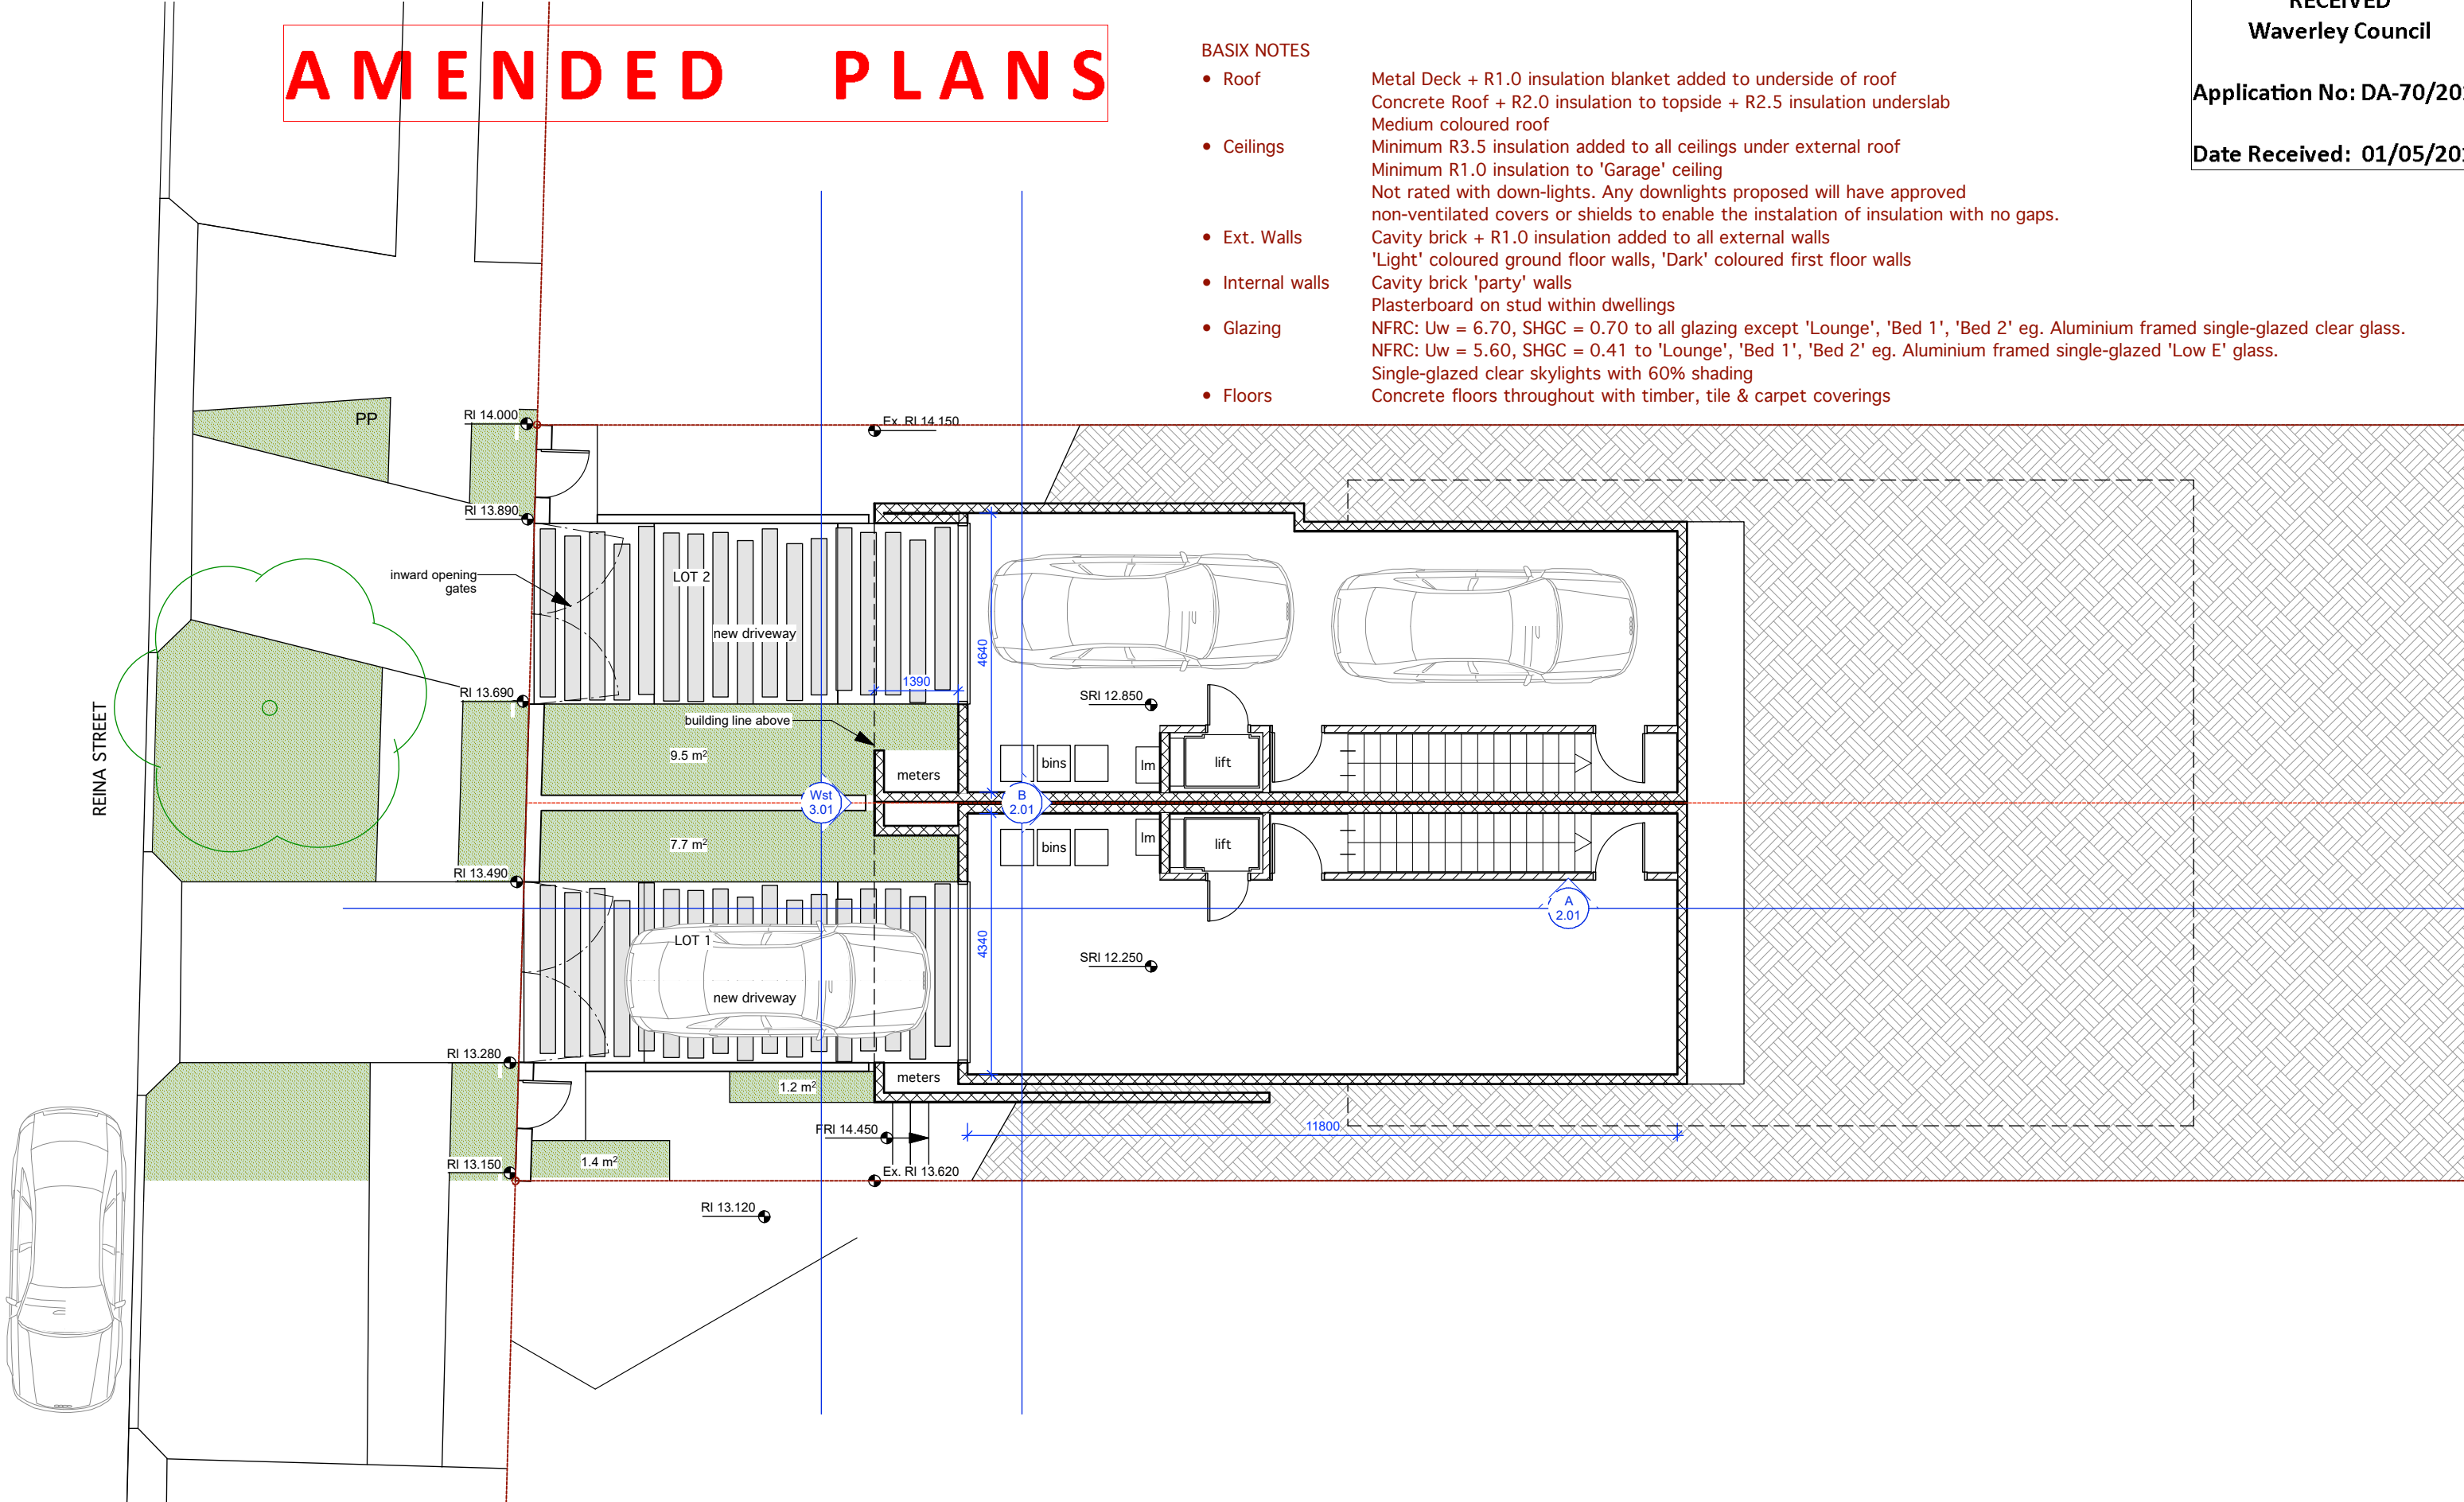 AMENDED PLANS
RECEIVED
Waverley Council
Application No: DA-70/20
Date Received: 01/05/20
BASIX NOTES
• Roof Metal Deck + R1.0 insulation blanket added to underside of roof
Concrete Roof + R2.0 insulation to topside + R2.5 insulation underslab
Medium coloured roof
• Ceilings Minimum R3.5 insulation added to all ceilings under external roof
Minimum R1.0 insulation to 'Garage' ceiling
Not rated with down-lights. Any downlights proposed will have approved
non-ventilated covers or shields to enable the instalation of insulation with no gaps.
• Ext. Walls Cavity brick + R1.0 insulation added to all external walls
'Light' coloured ground floor walls, 'Dark' coloured first floor walls
• Internal walls Cavity brick 'party' walls
Plasterboard on stud within dwellings
• Glazing NFRC: Uw = 6.70, SHGC = 0.70 to all glazing except 'Lounge', 'Bed 1', 'Bed 2' eg. Aluminium framed single-glazed clear glass.
NFRC: Uw = 5.60, SHGC = 0.41 to 'Lounge', 'Bed 1', 'Bed 2' eg. Aluminium framed single-glazed 'Low E' glass.
Single-glazed clear skylights with 60% shading
• Floors Concrete floors throughout with timber, tile & carpet coverings
PP
Rl 14.000
Ex. Rl 14.150
Rl 13.890
inward opening
gates
LOT 2
new driveway
4640
1390
Rl 13.690
SRl 12.850
building line above
REINA STREET
9.5 m²
meters
bins
lm
lift
Wst
3.01
B
2.01
7.7 m²
bins
lm
lift
Rl 13.490
A
2.01
LOT 1
4340
SRl 12.250
new driveway
Rl 13.280
meters
1.2 m²
FRl 14.450
11800
Rl 13.150
1.4 m²
Ex. Rl 13.620
Rl 13.120